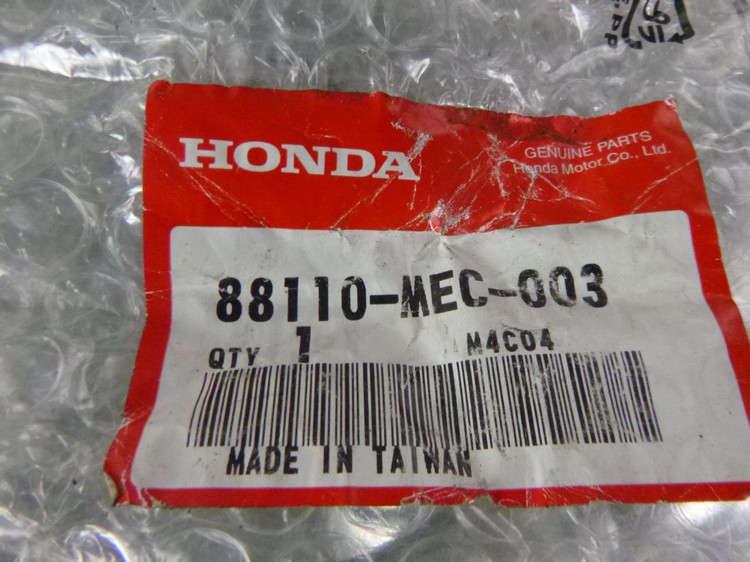 HONDA
GENUINE PARTS
Honda Motor Co., Ltd.
88110-MEC-003
QTY 1 M4C04
MADE IN TAIWAN